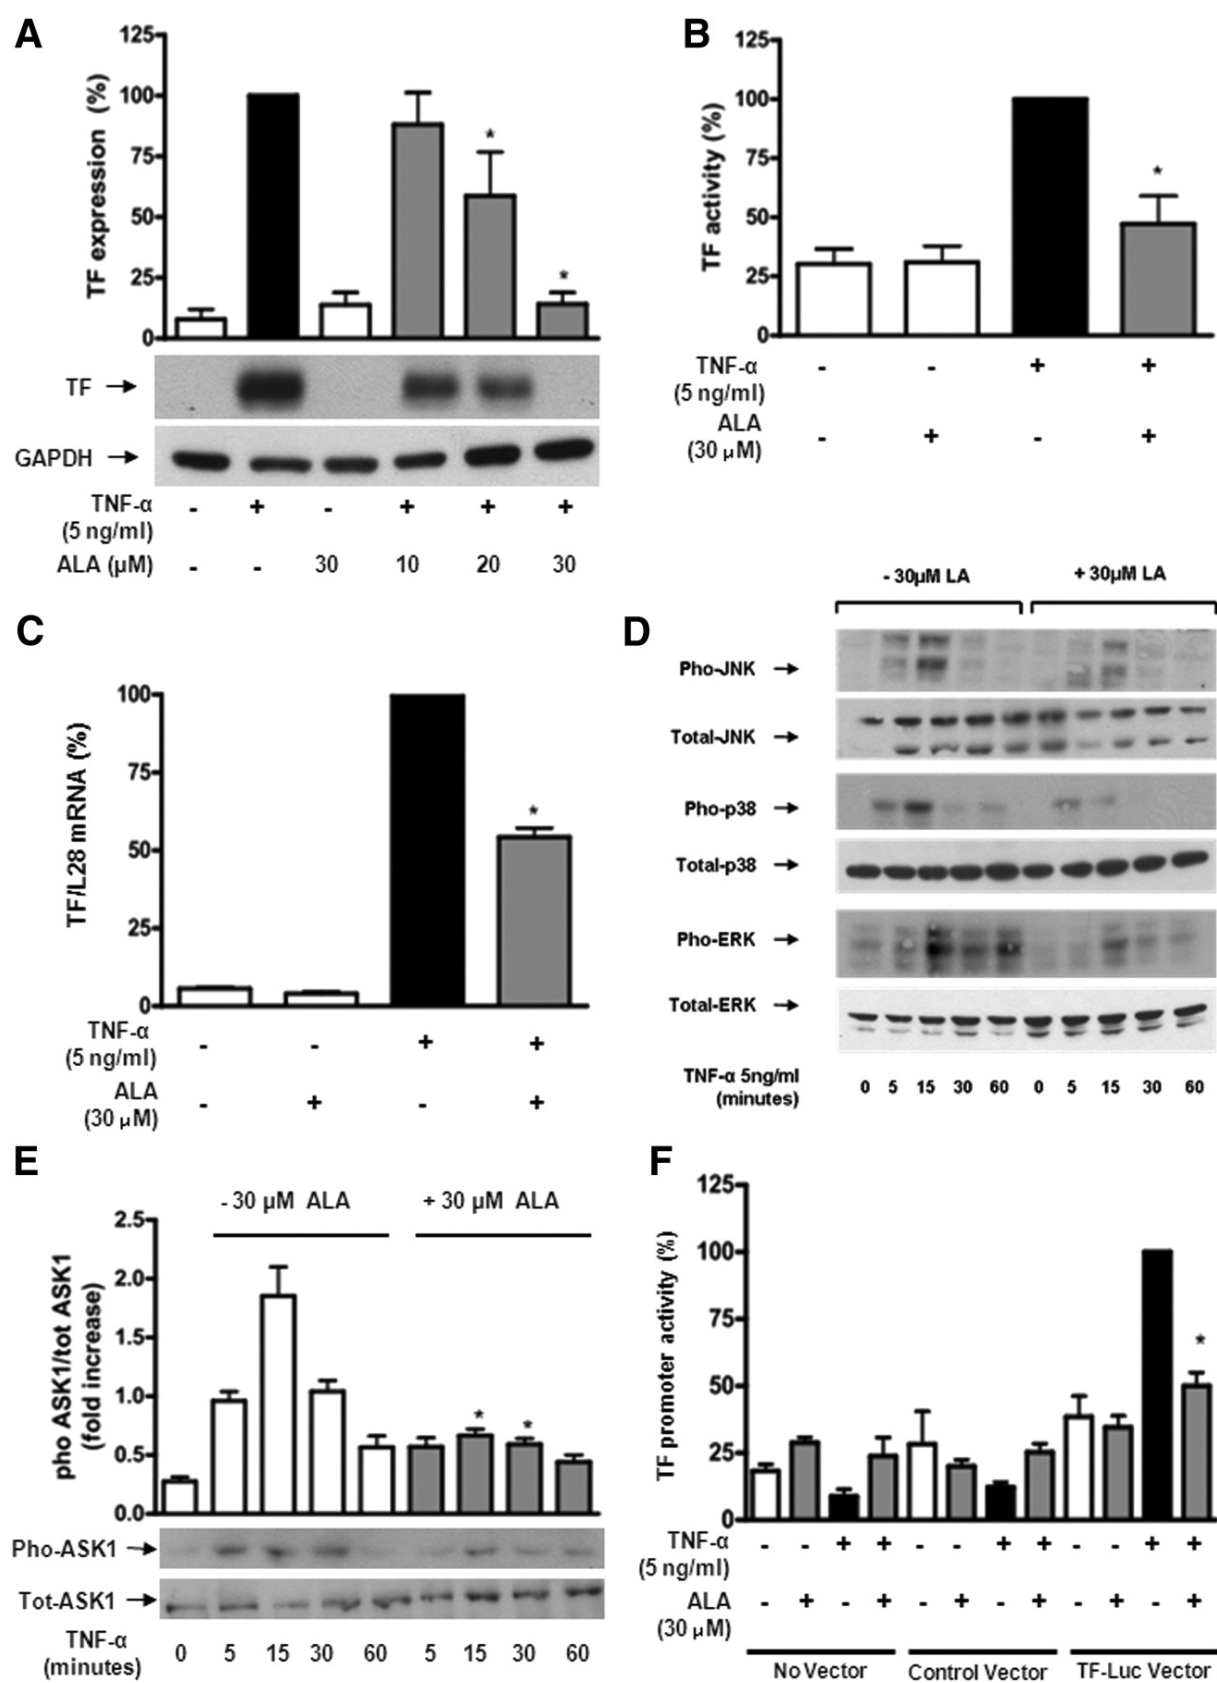 A
125
100
75
50
25
0
TF expression (%)
*
*
TF →
GAPDH →
TNF-α
(5 ng/ml)
- + - + + +
ALA (µM)
- - 30 10 20 30
B
125
100
75
50
25
0
TF activity (%)
*
TNF-α
(5 ng/ml)
- - + +
ALA
(30 µM)
- + - +
C
100
75
50
25
0
TF/L28 mRNA (%)
*
TNF-α
(5 ng/ml)
- - + +
ALA
(30 µM)
- + - +
D
- 30µM LA + 30µM LA
Pho-JNK →
Total-JNK →
Pho-p38 →
Total-p38 →
Pho-ERK →
Total-ERK →
TNF-α 5ng/ml
(minutes)
0 5 15 30 60 0 5 15 30 60
E
- 30 µM ALA + 30 µM ALA
2.5
2.0
1.5
1.0
0.5
0.0
pho ASK1/tot ASK1
(fold increase)
* *
Pho-ASK1 →
Tot-ASK1 →
TNF-α
(minutes)
0 5 15 30 60 5 15 30 60
F
125
100
75
50
25
0
TF promoter activity (%)
*
TNF-α
(5 ng/ml)
- - + + - - + + - - + +
ALA
(30 µM)
- + - + - + - + - + - +
No Vector Control Vector TF-Luc Vector